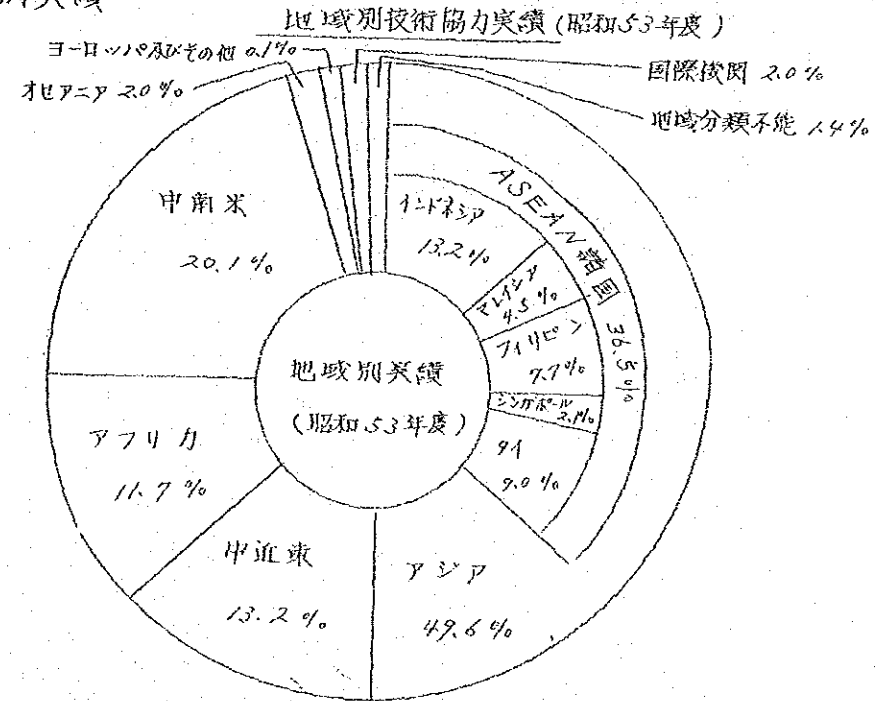 地域別技術協力実績(昭和53年度)
ヨーロッパ及びその他 0.1%
オセアニア 2.0%
国際機関 2.0%
地域分類不能 1.4%
中南米
20.1%
ASEAN諸国 36.5%
インドネシア
13.2%
マレイシア
4.5%
フィリピン
7.7%
シンガポール
2.1%
タイ
9.0%
地域別実績
(昭和53年度)
アフリカ
11.7%
中近東
13.2%
アジア
49.6%